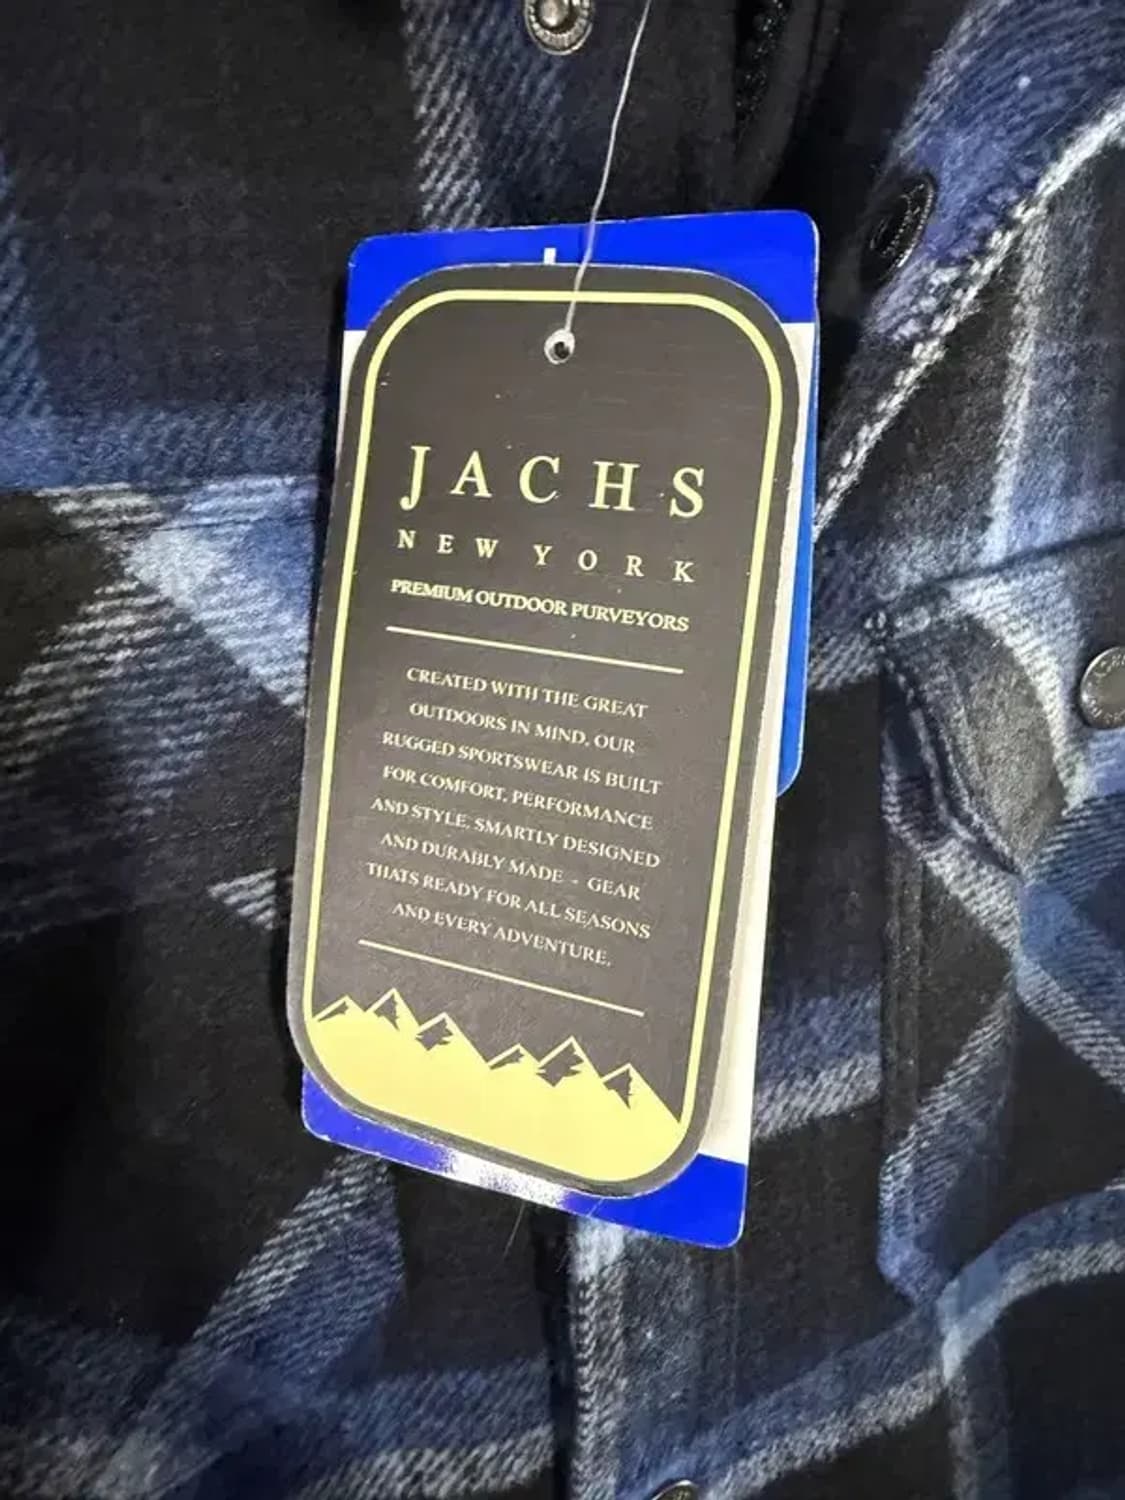 JACHS
NEW YORK
PREMIUM OUTDOOR PURVEYORS
CREATED WITH THE GREAT
OUTDOORS IN MIND. OUR
RUGGED SPORTSWEAR IS BUILT
FOR COMFORT, PERFORMANCE
AND STYLE. SMARTLY DESIGNED
AND DURABLY MADE - GEAR
THATS READY FOR ALL SEASONS
AND EVERY ADVENTURE.